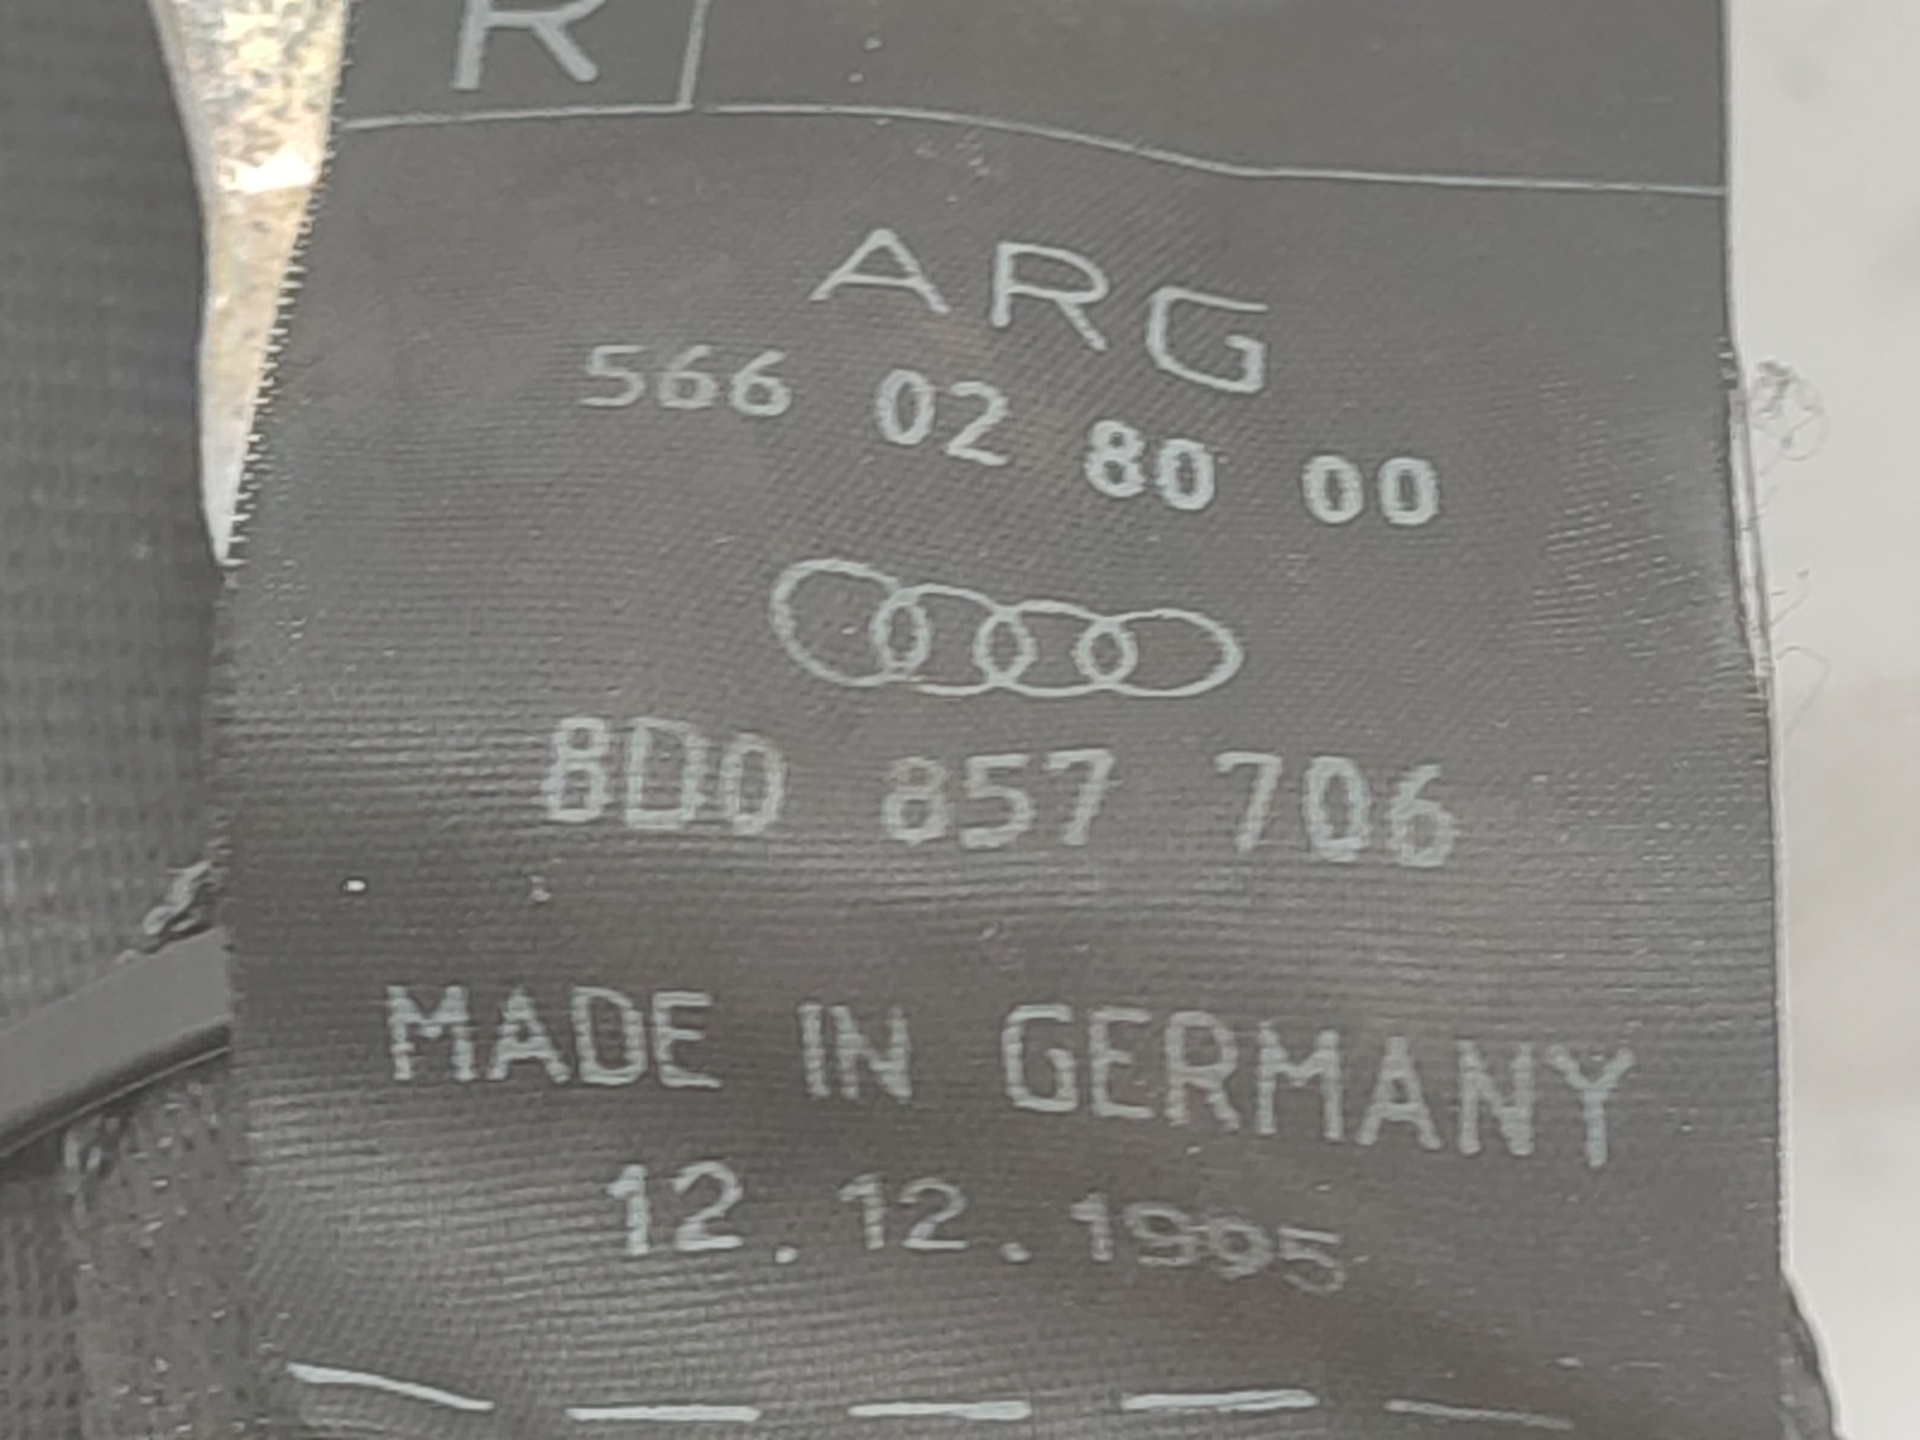 R
ARG
566 02 80 00
8D0 857 706
MADE IN GERMANY
12.12.1995